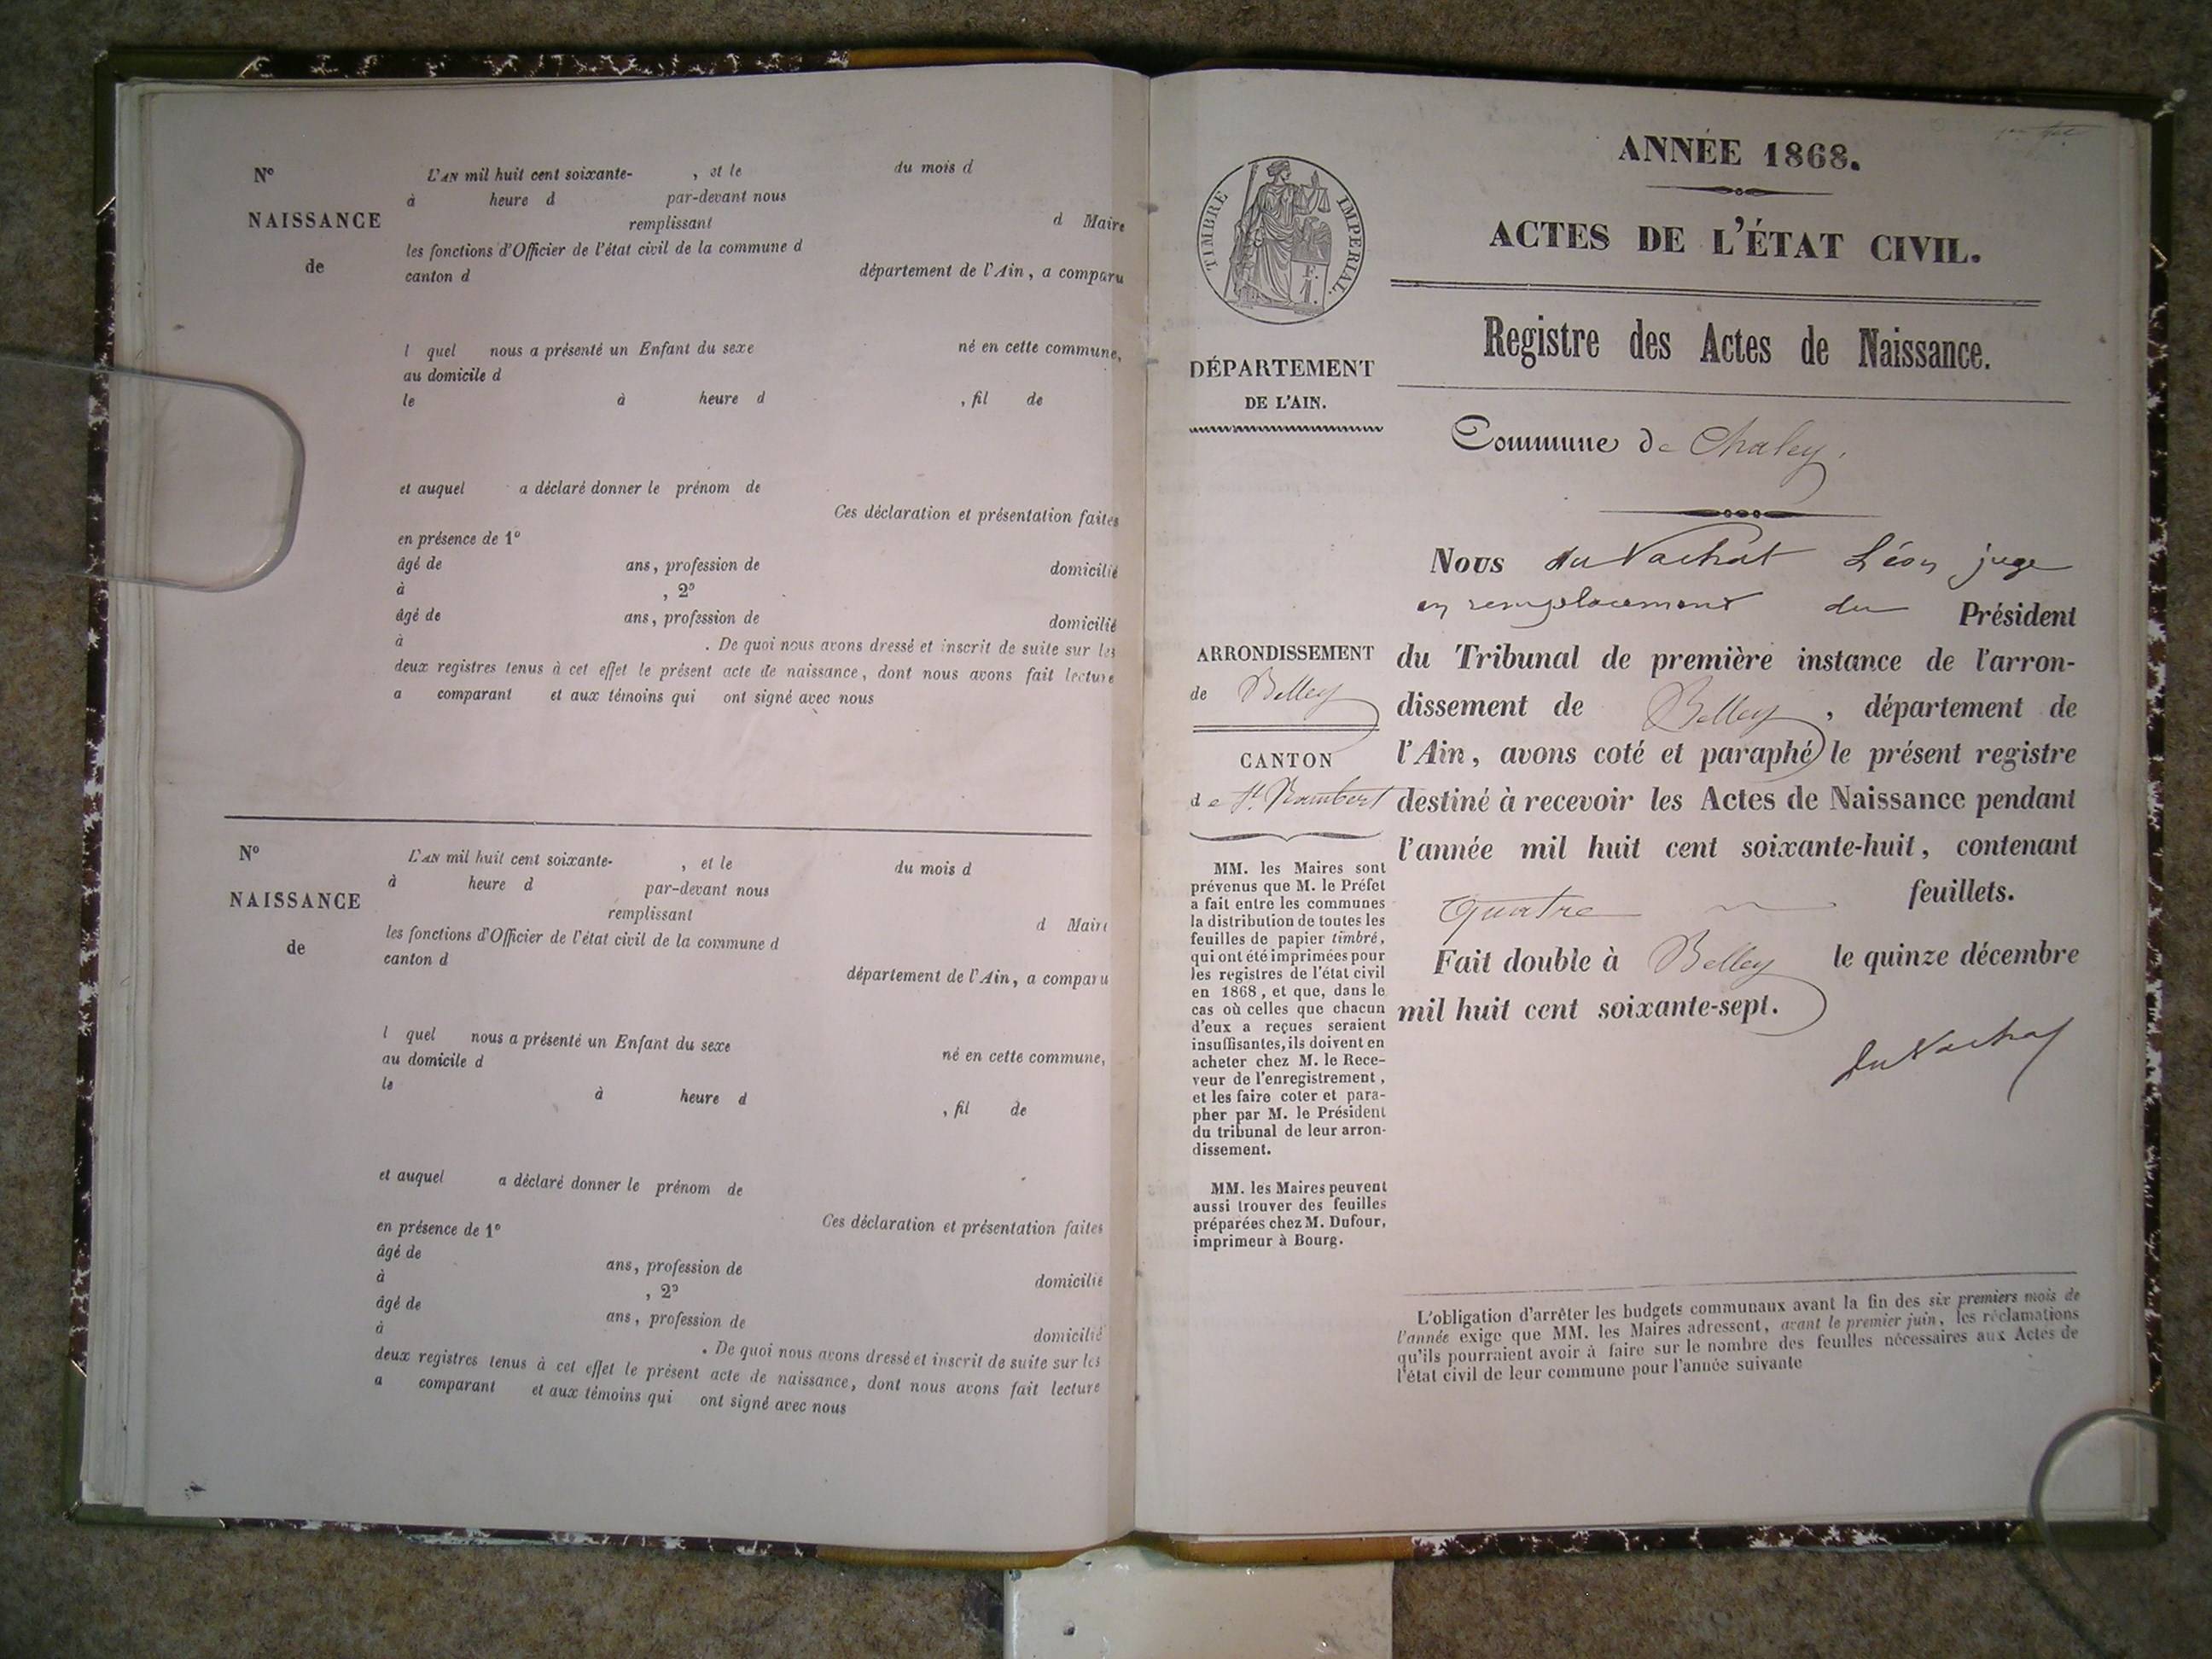 Nº
NAISSANCE
de
L'AN mil huit cent soixante- , et le du mois d
à heure d par-devant nous
remplissant d Maire
les fonctions d'Officier de l'état civil de la commune d
canton d département de l'Ain, a comparu
l quel nous a présenté un Enfant du sexe né en cette commune,
au domicile d
le à heure d , fil de
et auquel a déclaré donner le prénom de
Ces déclaration et présentation faites
en présence de 1º
âgé de ans, profession de domicilié
à , 2º
âgé de ans, profession de domicilié
à . De quoi nous avons dressé et inscrit de suite sur les
deux registres tenus à cet effet le présent acte de naissance, dont nous avons fait lecture
a comparant et aux témoins qui ont signé avec nous
Nº
NAISSANCE
de
L'AN mil huit cent soixante- , et le du mois d
à heure d par-devant nous
remplissant d Maire
les fonctions d'Officier de l'état civil de la commune d
canton d département de l'Ain, a comparu
l quel nous a présenté un Enfant du sexe né en cette commune,
au domicile d
le à heure d , fil de
et auquel a déclaré donner le prénom de
Ces déclaration et présentation faites
en présence de 1º
âgé de ans, profession de domicilié
à , 2º
âgé de ans, profession de domicilié
à . De quoi nous avons dressé et inscrit de suite sur les
deux registres tenus à cet effet le présent acte de naissance, dont nous avons fait lecture
a comparant et aux témoins qui ont signé avec nous
TIMBRE IMPERIAL.
DÉPARTEMENT
DE L'AIN.
ARRONDISSEMENT
de Belley
CANTON
de St Rambert
MM. les Maires sont
prévenus que M. le Préfet
a fait entre les communes
la distribution de toutes les
feuilles de papier timbré,
qui ont été imprimées pour
les registres de l'état civil
en 1868, et que, dans le
cas où celles que chacun
d'eux a reçues seraient
insuffisantes, ils doivent en
acheter chez M. le Rece-
veur de l'enregistrement,
et les faire coter et para-
pher par M. le Président
du tribunal de leur arron-
dissement.
MM. les Maires peuvent
aussi trouver des feuilles
préparées chez M. Dufour,
imprimeur à Bourg.
ANNÉE 1868.
ACTES DE L'ÉTAT CIVIL.
Registre des Actes de Naissance.
Commune de Chaley.
Nous du Vachat Léon juge
en remplacement du Président
du Tribunal de première instance de l'arron-
dissement de Belley, département de
l'Ain, avons coté et paraphé le présent registre
destiné à recevoir les Actes de Naissance pendant
l'année mil huit cent soixante-huit, contenant
Quatre feuillets.
Fait double à Belley le quinze décembre
mil huit cent soixante-sept.
du Vachat
L'obligation d'arrêter les budgets communaux avant la fin des six premiers mois de
l'année exige que MM. les Maires adressent, avant le premier juin, les réclamations
qu'ils pourraient avoir à faire sur le nombre des feuilles nécessaires aux Actes de
l'état civil de leur commune pour l'année suivante